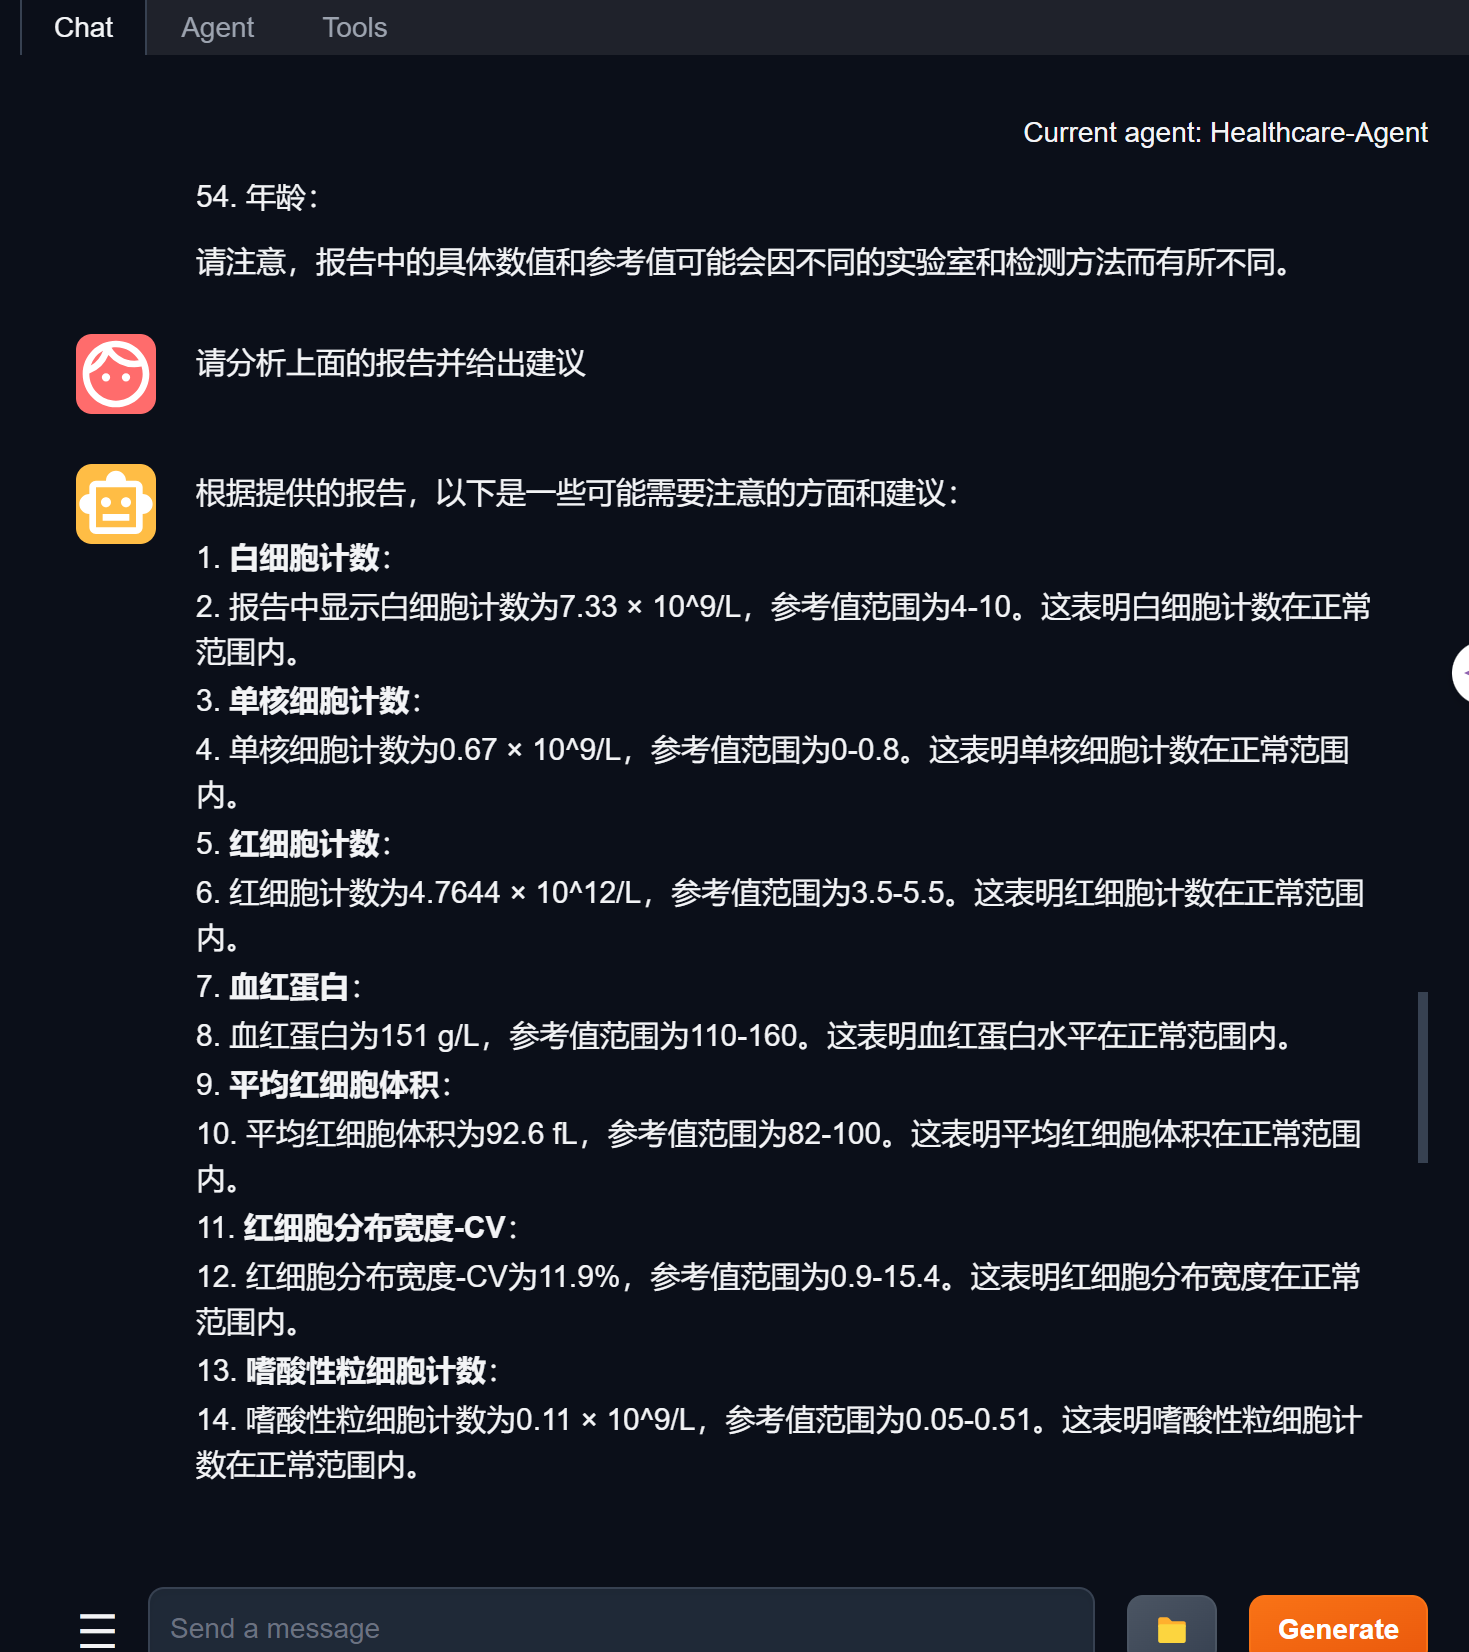 Chat Agent Tools
Current agent: Healthcare-Agent
54. 年龄：
请注意，报告中的具体数值和参考值可能会因不同的实验室和检测方法而有所不同。
请分析上面的报告并给出建议
根据提供的报告，以下是一些可能需要注意的方面和建议：
1. 白细胞计数：
2. 报告中显示白细胞计数为7.33 × 10^9/L，参考值范围为4-10。这表明白细胞计数在正常
范围内。
3. 单核细胞计数：
4. 单核细胞计数为0.67 × 10^9/L，参考值范围为0-0.8。这表明单核细胞计数在正常范围
内。
5. 红细胞计数：
6. 红细胞计数为4.7644 × 10^12/L，参考值范围为3.5-5.5。这表明红细胞计数在正常范围
内。
7. 血红蛋白：
8. 血红蛋白为151 g/L，参考值范围为110-160。这表明血红蛋白水平在正常范围内。
9. 平均红细胞体积：
10. 平均红细胞体积为92.6 fL，参考值范围为82-100。这表明平均红细胞体积在正常范围
内。
11. 红细胞分布宽度-CV：
12. 红细胞分布宽度-CV为11.9%，参考值范围为0.9-15.4。这表明红细胞分布宽度在正常
范围内。
13. 嗜酸性粒细胞计数：
14. 嗜酸性粒细胞计数为0.11 × 10^9/L，参考值范围为0.05-0.51。这表明嗜酸性粒细胞计
数在正常范围内。
Send a message
Generate